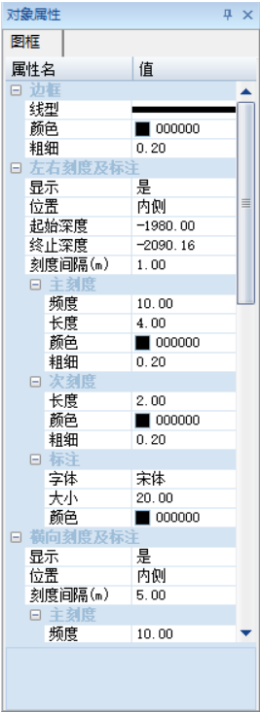 对象属性
图框
属性名 值
边框
线型
颜色 000000
粗细 0.20
左右刻度及标注
显示 是
位置 内侧
起始深度 -1980.00
终止深度 -2090.16
刻度间隔(m) 1.00
主刻度
频度 10.00
长度 4.00
颜色 000000
粗细 0.20
次刻度
长度 2.00
颜色 000000
粗细 0.20
标注
字体 宋体
大小 20.00
颜色 000000
横向刻度及标注
显示 是
位置 内侧
刻度间隔(m) 5.00
主刻度
频度 10.00